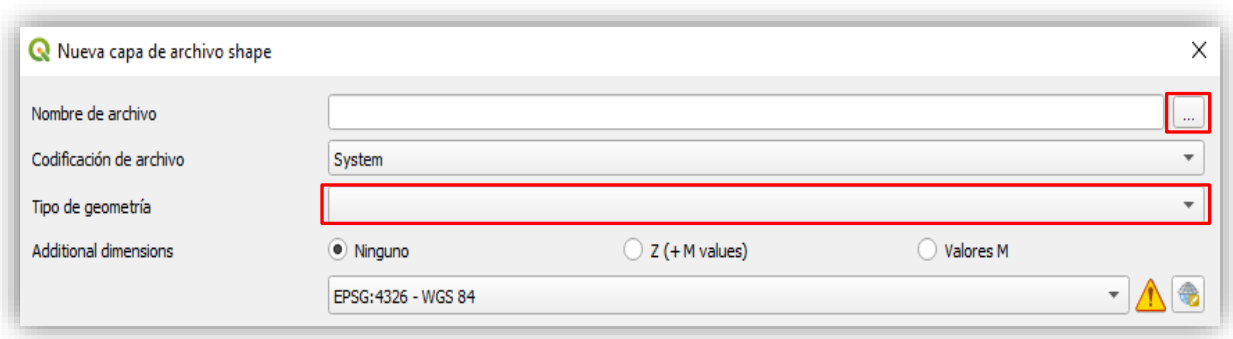 Nueva capa de archivo shape
Nombre de archivo
...
Codificación de archivo
System
Tipo de geometría
Additional dimensions
Ninguno
Z (+ M values)
Valores M
EPSG:4326 - WGS 84